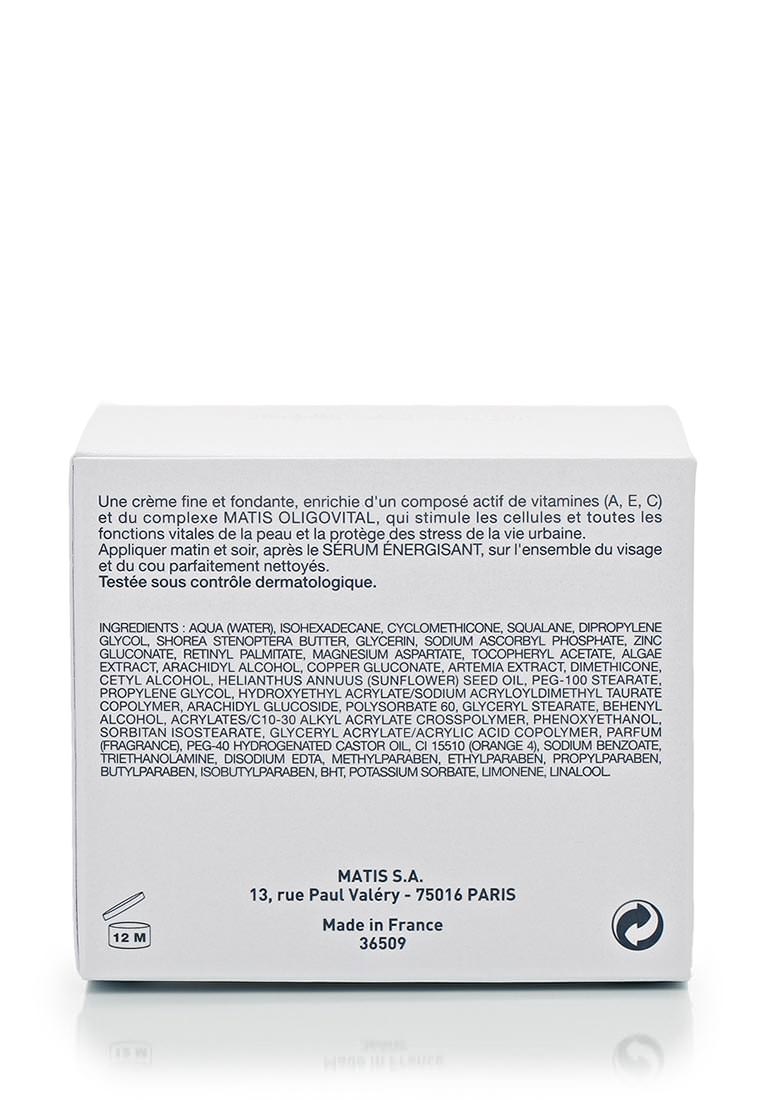 Une crème fine et fondante, enrichie d'un composé actif de vitamines (A, E, C)
et du complexe MATIS OLIGOVITAL, qui stimule les cellules et toutes les
fonctions vitales de la peau et la protège des stress de la vie urbaine.
Appliquer matin et soir, après le SÉRUM ÉNERGISANT, sur l'ensemble du visage
et du cou parfaitement nettoyés.
Testée sous contrôle dermatologique.
INGREDIENTS : AQUA (WATER), ISOHEXADECANE, CYCLOMETHICONE, SQUALANE, DIPROPYLENE
GLYCOL, SHOREA STENOPTERA BUTTER, GLYCERIN, SODIUM ASCORBYL PHOSPHATE, ZINC
GLUCONATE, RETINYL PALMITATE, MAGNESIUM ASPARTATE, TOCOPHERYL ACETATE, ALGAE
EXTRACT, ARACHIDYL ALCOHOL, COPPER GLUCONATE, ARTEMIA EXTRACT, DIMETHICONE,
CETYL ALCOHOL, HELIANTHUS ANNUUS (SUNFLOWER) SEED OIL, PEG-100 STEARATE,
PROPYLENE GLYCOL, HYDROXYETHYL ACRYLATE/SODIUM ACRYLOYLDIMETHYL TAURATE
COPOLYMER, ARACHIDYL GLUCOSIDE, POLYSORBATE 60, GLYCERYL STEARATE, BEHENYL
ALCOHOL, ACRYLATES/C10-30 ALKYL ACRYLATE CROSSPOLYMER, PHENOXYETHANOL,
SORBITAN ISOSTEARATE, GLYCERYL ACRYLATE/ACRYLIC ACID COPOLYMER, PARFUM
(FRAGRANCE), PEG-40 HYDROGENATED CASTOR OIL, CI 15510 (ORANGE 4), SODIUM BENZOATE,
TRIETHANOLAMINE, DISODIUM EDTA, METHYLPARABEN, ETHYLPARABEN, PROPYLPARABEN,
BUTYLPARABEN, ISOBUTYLPARABEN, BHT, POTASSIUM SORBATE, LIMONENE, LINALOOL.
MATIS S.A.
13, rue Paul Valéry - 75016 PARIS
Made in France
36509
12 M